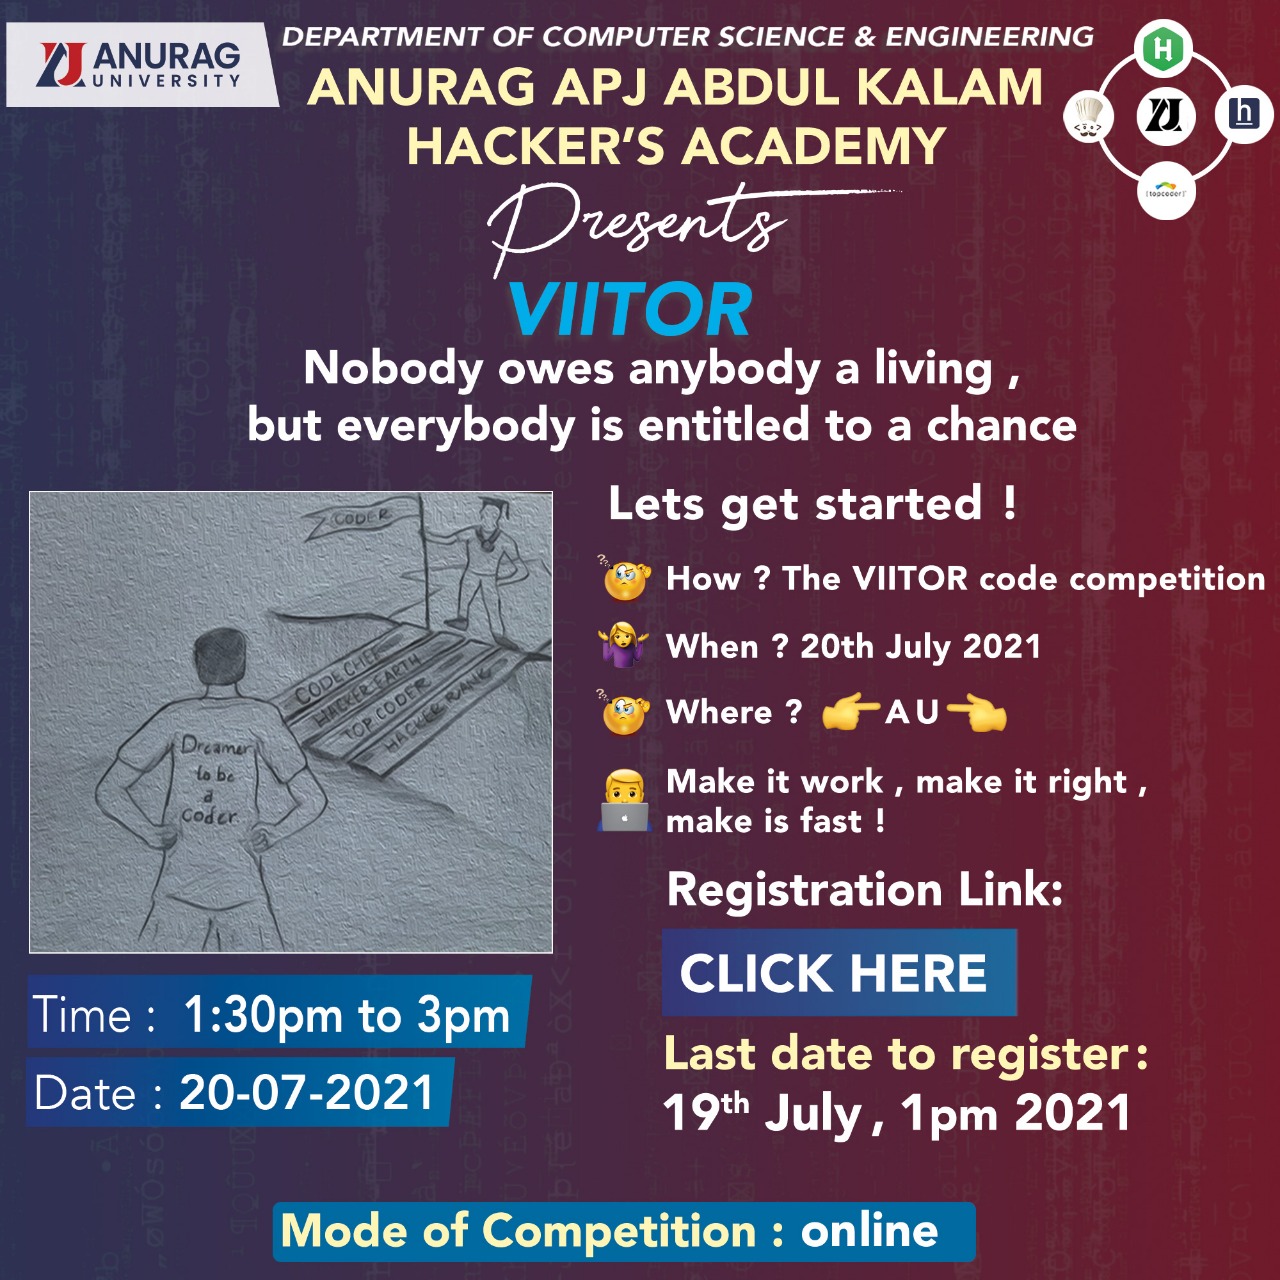 ANURAG
UNIVERSITY
DEPARTMENT OF COMPUTER SCIENCE & ENGINEERING
ANURAG APJ ABDUL KALAM
HACKER'S ACADEMY
H
h
[topcoder]
Presents
VIITOR
Nobody owes anybody a living ,
but everybody is entitled to a chance
CODER
CODECHEF
HACKER EARTH
TOP CODER
HACKER RANK
Dreamer
to be
a
coder.
Lets get started !
How ? The VIITOR code competition
When ? 20th July 2021
Where ? AU
Make it work , make it right ,
make is fast !
Registration Link:
CLICK HERE
Time : 1:30pm to 3pm
Date : 20-07-2021
Last date to register :
19th July , 1pm 2021
Mode of Competition : online